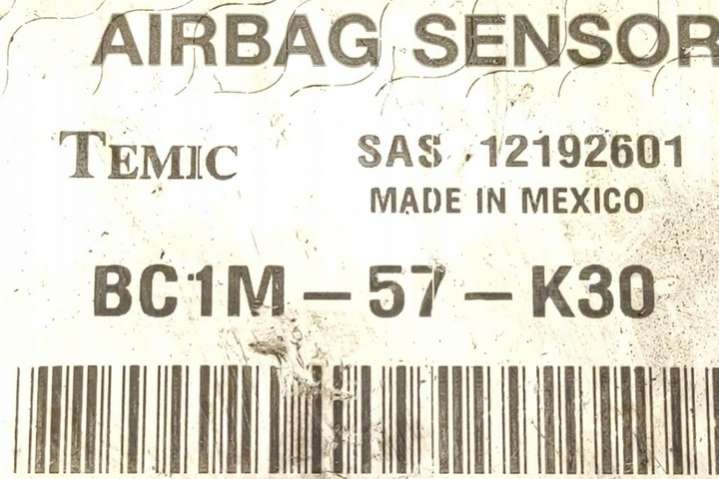 AIRBAG SENSOR
TEMIC
SAS 12192601
MADE IN MEXICO
BC1M-57-K30